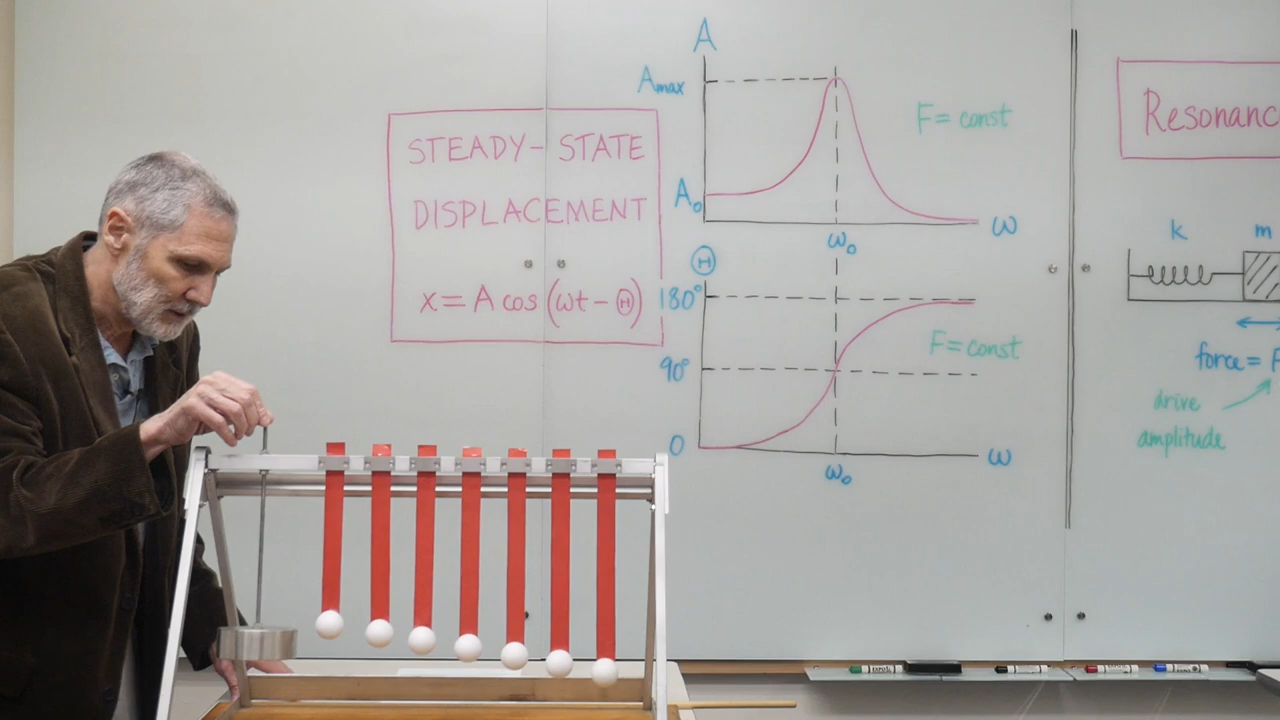 STEADY-STATE
DISPLACEMENT
x = A cos (ωt - Θ)
A
Amax
A₀
F = const
ω₀
ω
Θ
180°
90°
0
F = const
ω₀
ω
Resonanc
k
m
force = F
drive
amplitude